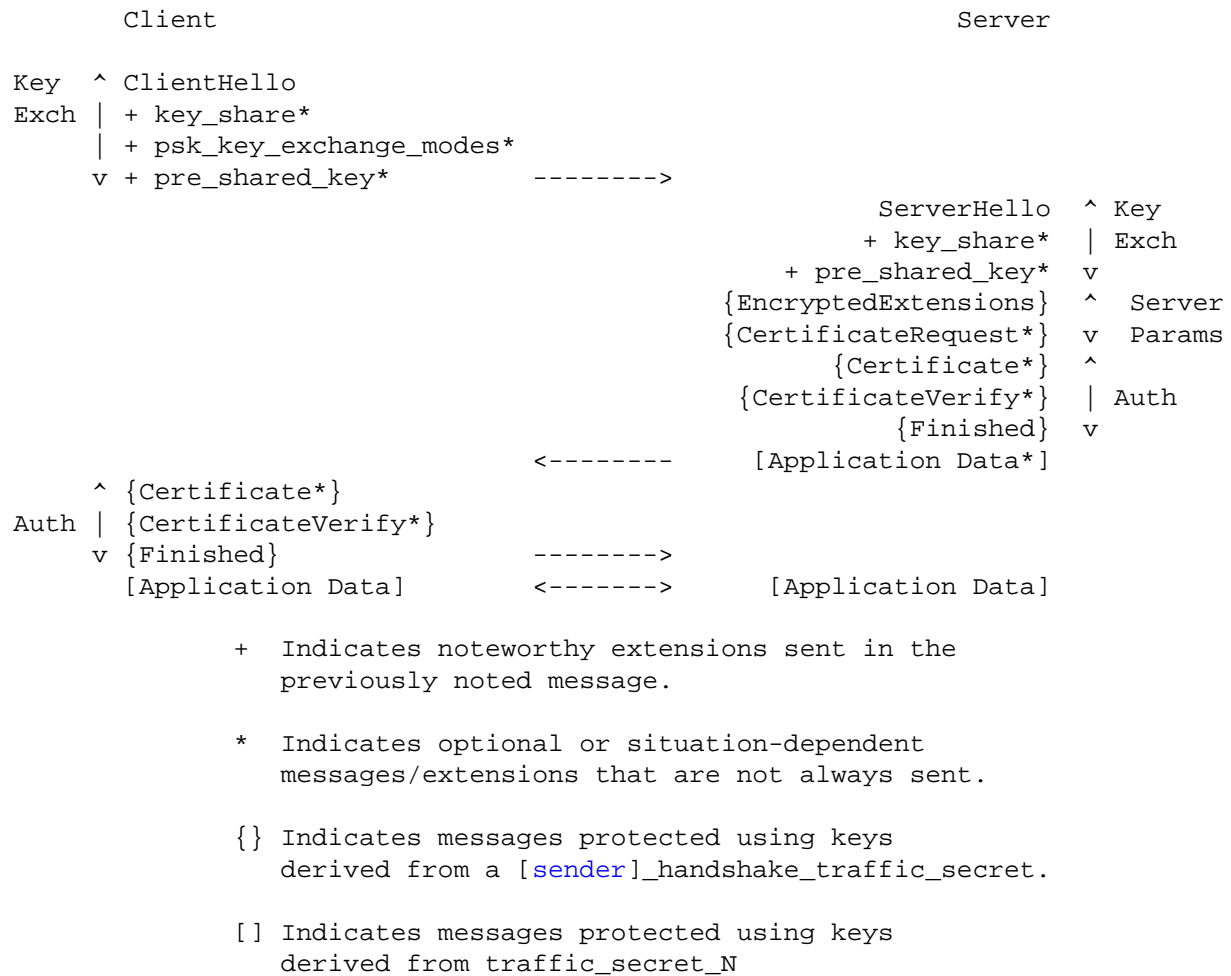 Client                                               Server

Key  ^ ClientHello
Exch | + key_share*
     | + psk_key_exchange_modes*
     v + pre_shared_key*         -------->
                                                       ServerHello  ^ Key
                                                      + key_share*  | Exch
                                                 + pre_shared_key*  v
                                             {EncryptedExtensions}  ^  Server
                                             {CertificateRequest*}  v  Params
                                                    {Certificate*}  ^
                                              {CertificateVerify*}  | Auth
                                                        {Finished}  v
                                 <--------     [Application Data*]
     ^ {Certificate*}
Auth | {CertificateVerify*}
     v {Finished}                -------->
       [Application Data]        <------->      [Application Data]

              +  Indicates noteworthy extensions sent in the
                 previously noted message.

              *  Indicates optional or situation-dependent
                 messages/extensions that are not always sent.

              {} Indicates messages protected using keys
                 derived from a [sender]_handshake_traffic_secret.

              [] Indicates messages protected using keys
                 derived from traffic_secret_N